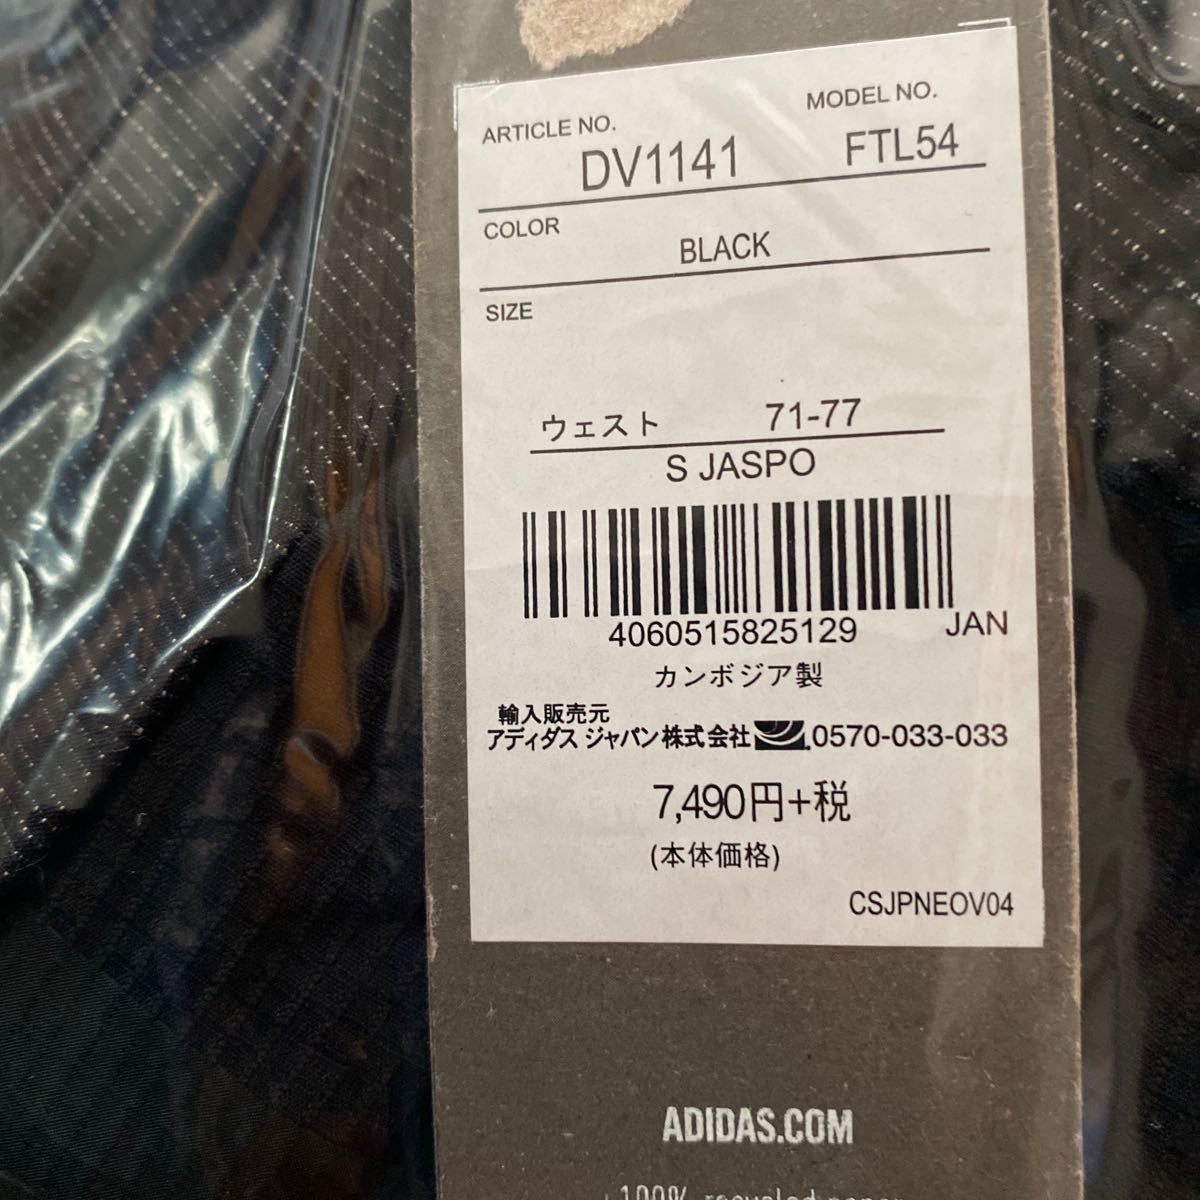 ARTICLE NO. MODEL NO.
DV1141 FTL54
COLOR
BLACK
SIZE
ウェスト 71-77
S JASPO
4060515825129 JAN
カンボジア製
輸入販売元
アディダス ジャパン株式会社 0570-033-033
7,490円+税
(本体価格)
CSJPNEOV04
ADIDAS.COM
100% recycled paper